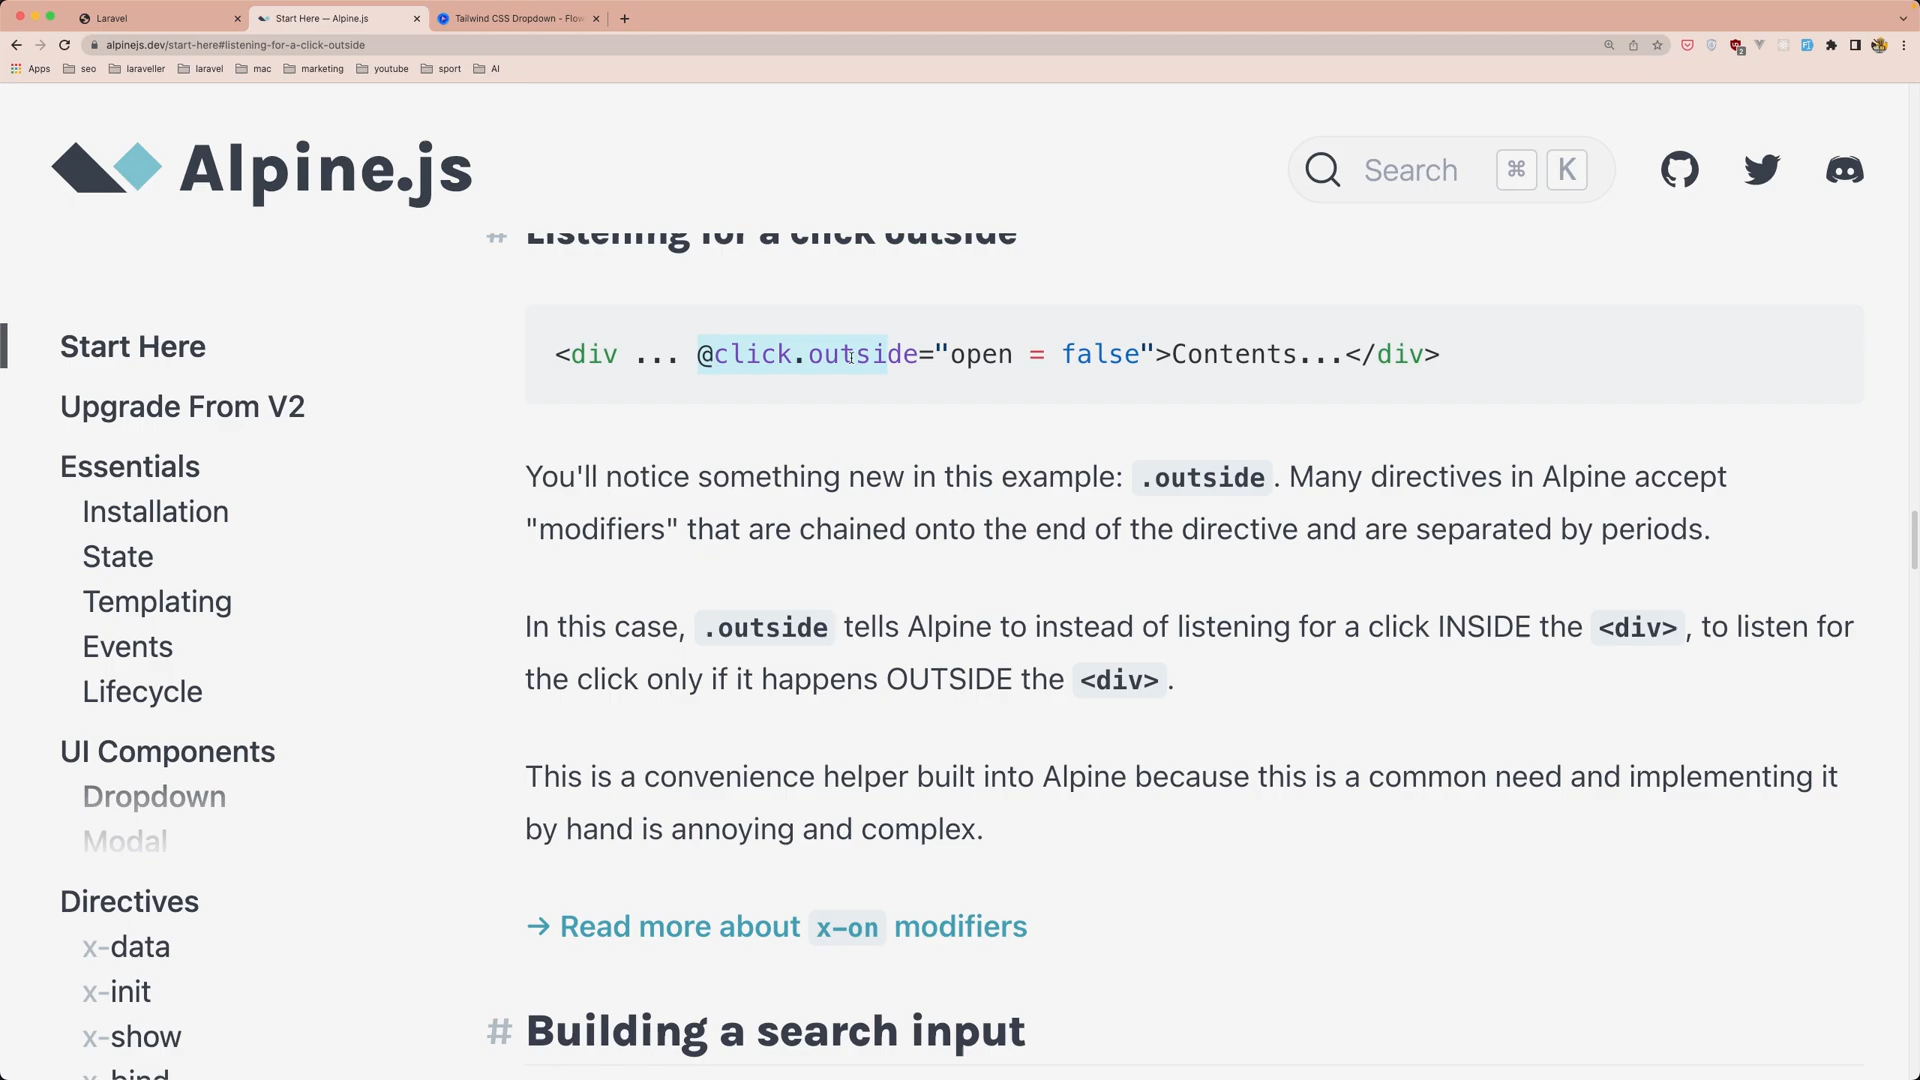 Laravel
Start Here — Alpine.js
Tailwind CSS Dropdown - Flow
alpinejs.dev/start-here#listening-for-a-click-outside
2
Apps
seo
laraveller
laravel
mac
marketing
youtube
sport
AI
Alpine.js
Search ⌘ K
# Listening for a click outside
<div ... @click.outside="open = false">Contents...</div>
You'll notice something new in this example: .outside. Many directives in Alpine accept
"modifiers" that are chained onto the end of the directive and are separated by periods.
In this case, .outside tells Alpine to instead of listening for a click INSIDE the <div>, to listen for
the click only if it happens OUTSIDE the <div>.
This is a convenience helper built into Alpine because this is a common need and implementing it
by hand is annoying and complex.
→ Read more about x-on modifiers
# Building a search input
Start Here
Upgrade From V2
Essentials
Installation
State
Templating
Events
Lifecycle
UI Components
Dropdown
Modal
Directives
x-data
x-init
x-show
x-bind